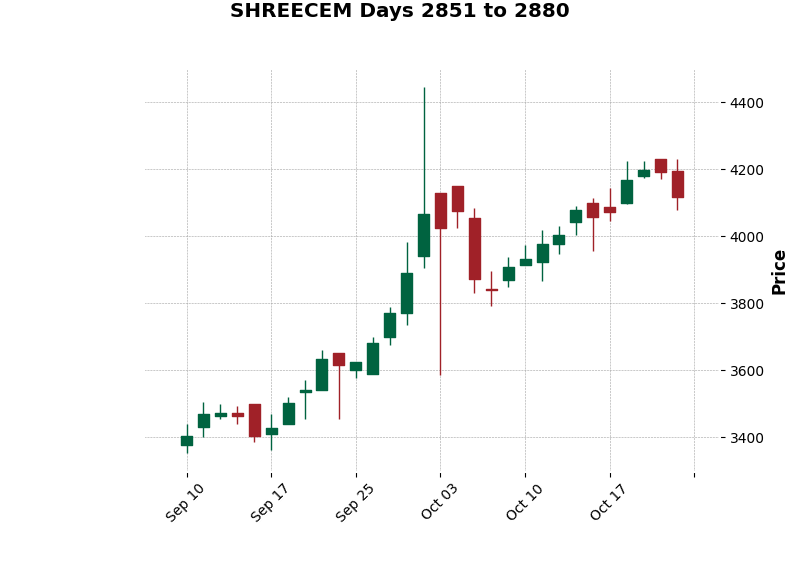 SHREECEM Days 2851 to 2880
4400
4200
4000
3800
3600
3400
Price
Sep 10
Sep 17
Sep 25
Oct 03
Oct 10
Oct 17